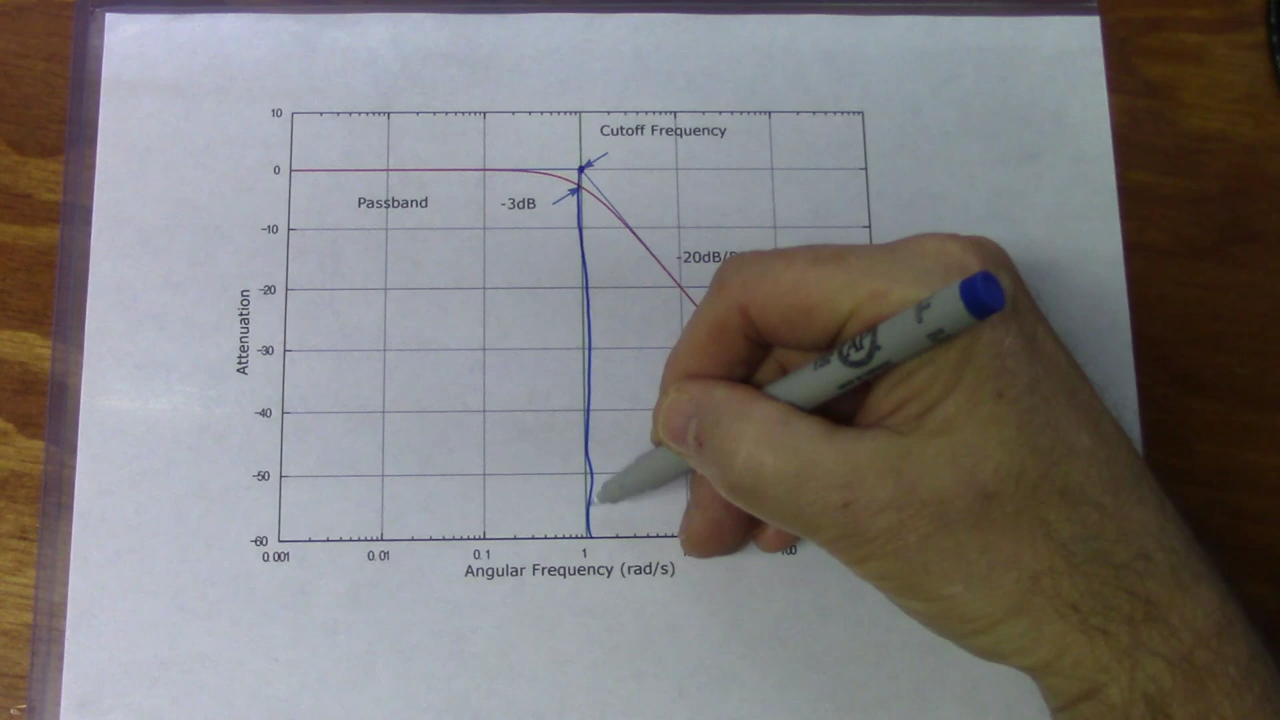 10
Cutoff Frequency
0
Passband
-3dB
-10
-20dB/
-20
Attenuation
-30
-40
-50
-60
0.001
0.01
0.1
1
Angular Frequency (rad/s)